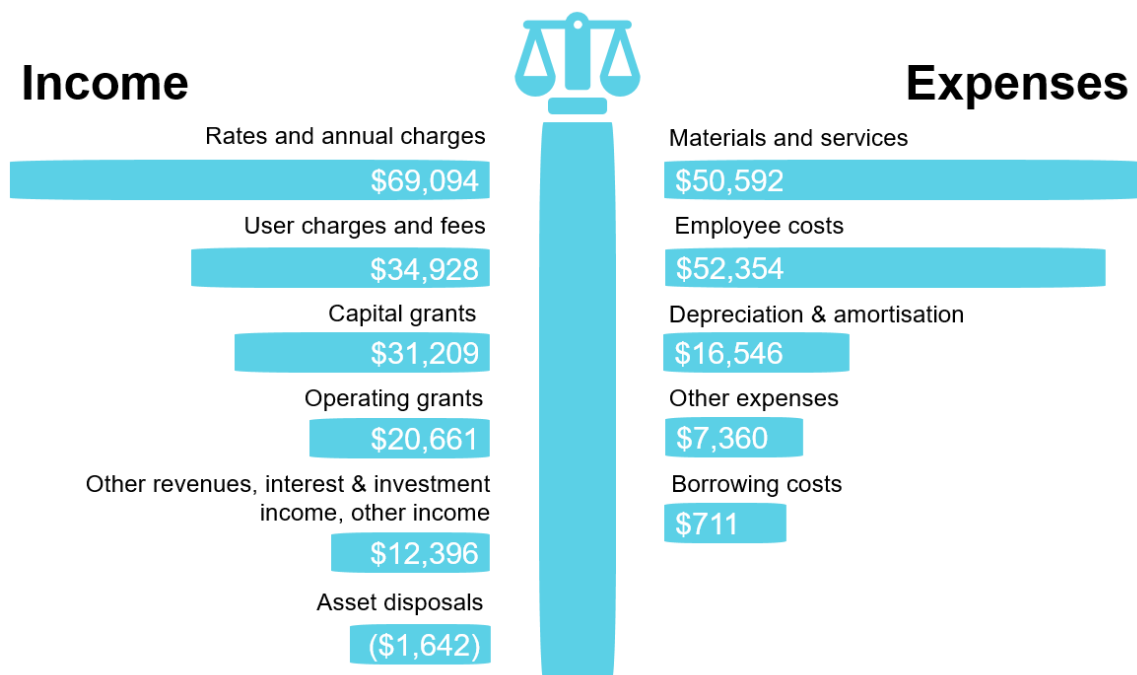 Income
Rates and annual charges
$69,094
User charges and fees
$34,928
Capital grants
$31,209
Operating grants
$20,661
Other revenues, interest & investment
income, other income
$12,396
Asset disposals
($1,642)
Expenses
Materials and services
$50,592
Employee costs
$52,354
Depreciation & amortisation
$16,546
Other expenses
$7,360
Borrowing costs
$711